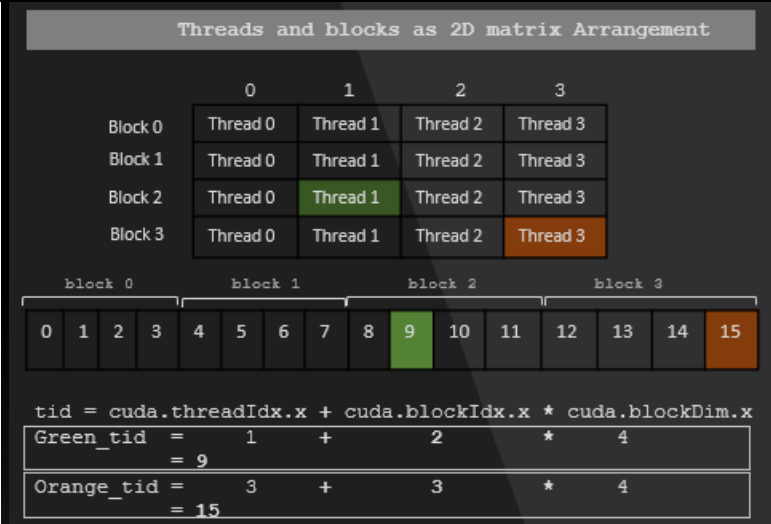 Threads and blocks as 2D matrix Arrangement
0 1 2 3
Block 0 Thread 0 Thread 1 Thread 2 Thread 3
Block 1 Thread 0 Thread 1 Thread 2 Thread 3
Block 2 Thread 0 Thread 1 Thread 2 Thread 3
Block 3 Thread 0 Thread 1 Thread 2 Thread 3
block 0 block 1 block 2 block 3
0 1 2 3 4 5 6 7 8 9 10 11 12 13 14 15
tid = cuda.threadIdx.x + cuda.blockIdx.x * cuda.blockDim.x
Green_tid = 1 + 2 * 4
= 9
Orange_tid = 3 + 3 * 4
= 15